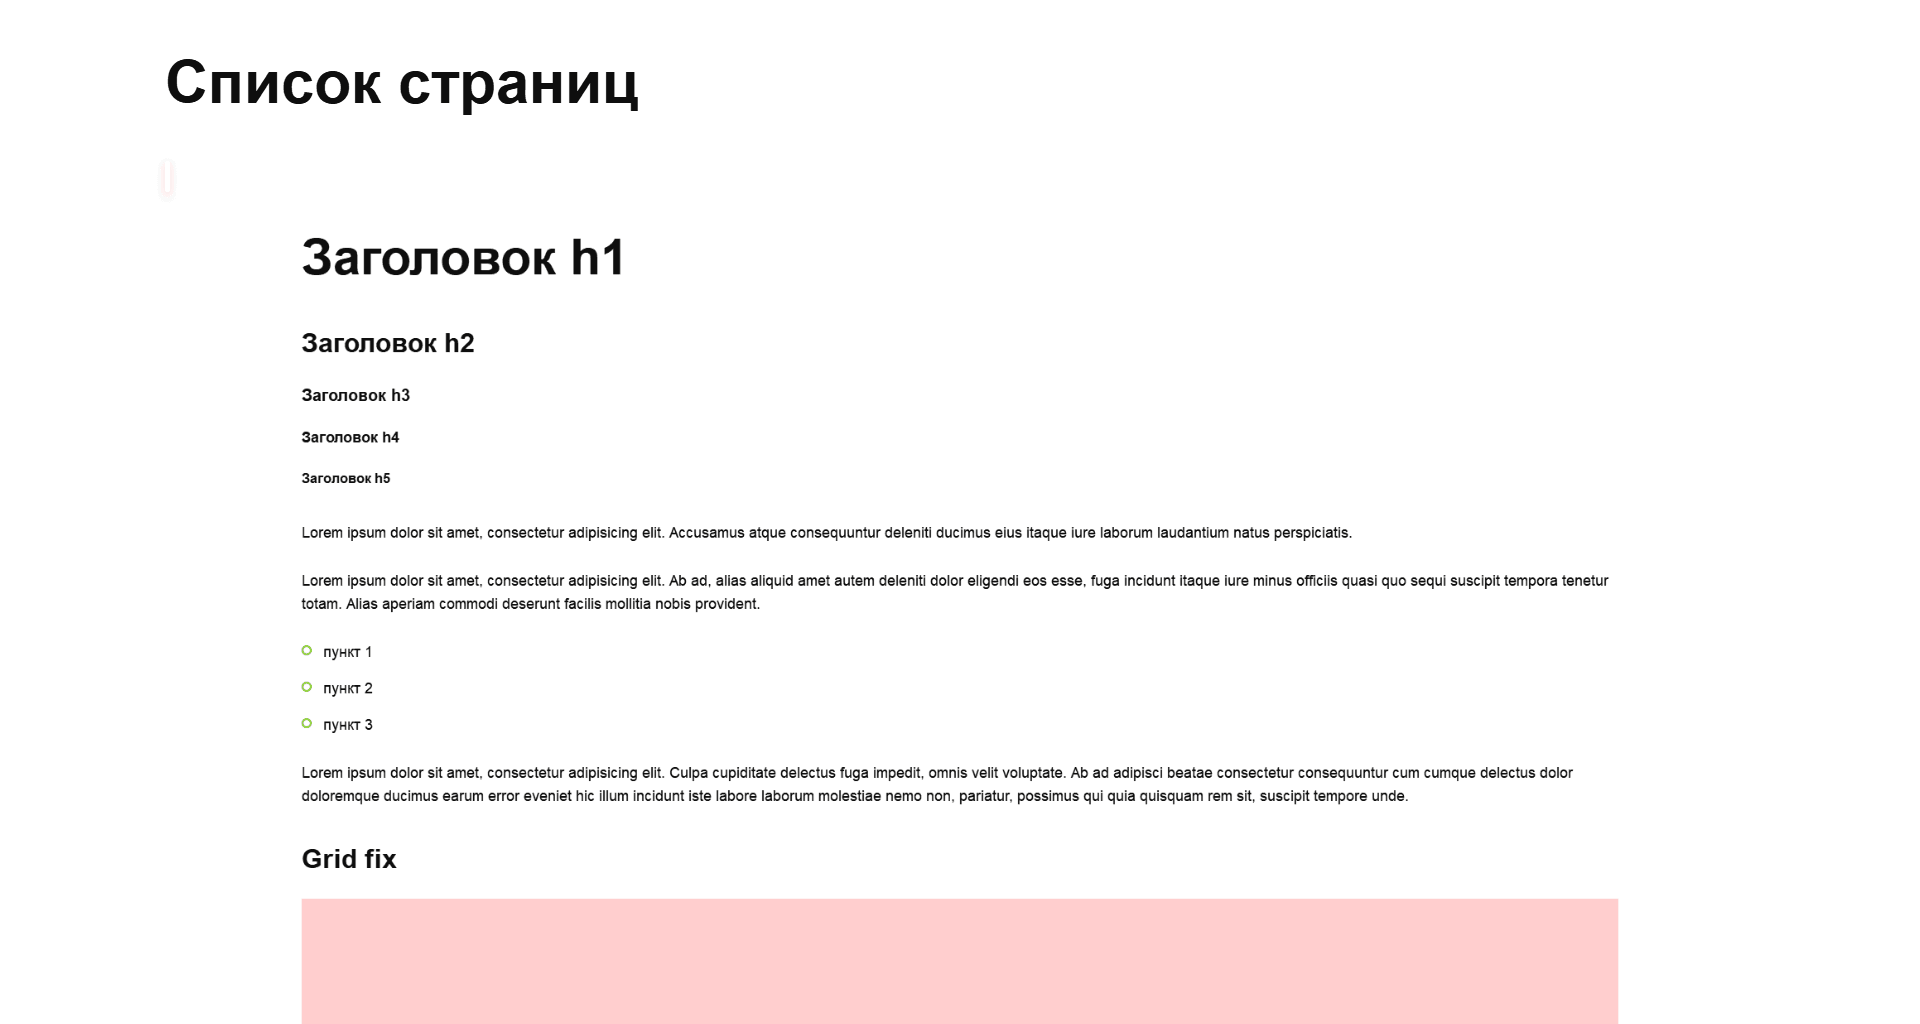 Список страниц
Заголовок h1
Заголовок h2
Заголовок h3
Заголовок h4
Заголовок h5
Lorem ipsum dolor sit amet, consectetur adipisicing elit. Accusamus atque consequuntur deleniti ducimus eius itaque iure laborum laudantium natus perspiciatis.
Lorem ipsum dolor sit amet, consectetur adipisicing elit. Ab ad, alias aliquid amet autem deleniti dolor eligendi eos esse, fuga incidunt itaque iure minus officiis quasi quo sequi suscipit tempora tenetur
totam. Alias aperiam commodi deserunt facilis mollitia nobis provident.
пункт 1
пункт 2
пункт 3
Lorem ipsum dolor sit amet, consectetur adipisicing elit. Culpa cupiditate delectus fuga impedit, omnis velit voluptate. Ab ad adipisci beatae consectetur consequuntur cum cumque delectus dolor
doloremque ducimus earum error eveniet hic illum incidunt iste labore laborum molestiae nemo non, pariatur, possimus qui quia quisquam rem sit, suscipit tempore unde.
Grid fix